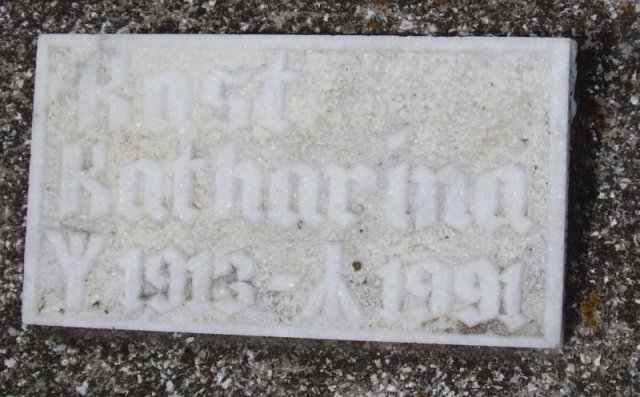 Rast
Katharina
ᛉ 1913 - ᛦ 1991